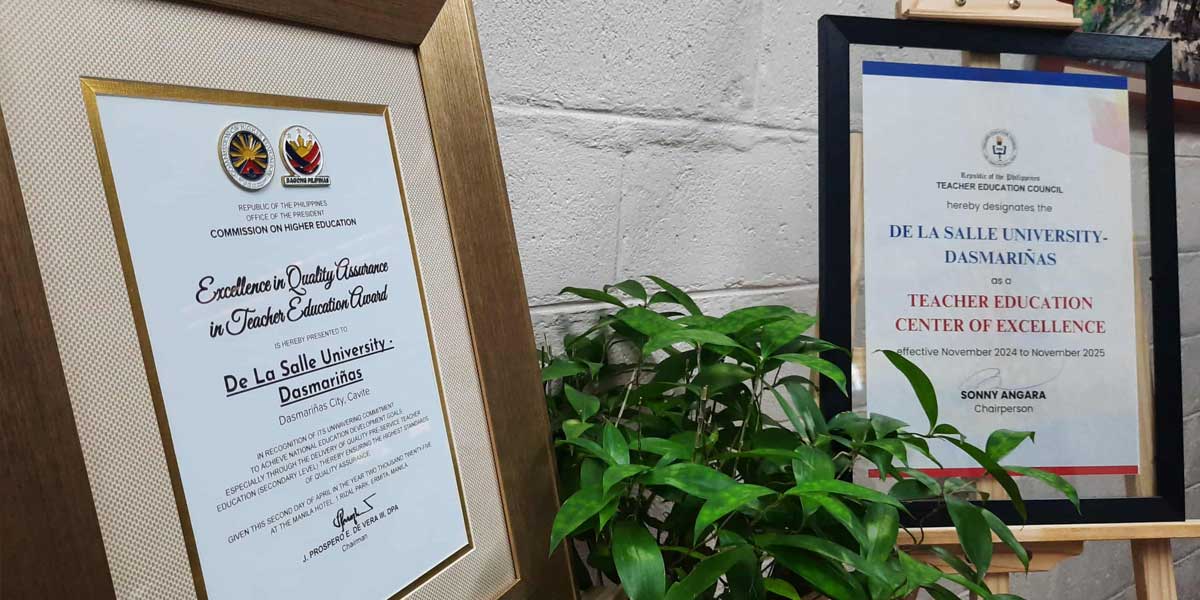 BAGONG PILIPINAS
REPUBLIC OF THE PHILIPPINES
OFFICE OF THE PRESIDENT
COMMISSION ON HIGHER EDUCATION
Excellence in Quality Assurance
in Teacher Education Award
IS HEREBY PRESENTED TO
De La Salle University -
Dasmariñas
Dasmariñas City, Cavite
IN RECOGNITION OF ITS UNWAVERING COMMITMENT
TO ACHIEVE NATIONAL EDUCATION DEVELOPMENT GOALS
ESPECIALLY THROUGH THE DELIVERY OF QUALITY PRE-SERVICE TEACHER
EDUCATION (SECONDARY LEVEL) THEREBY ENSURING THE HIGHEST STANDARDS
OF QUALITY ASSURANCE.
GIVEN THIS SECOND DAY OF APRIL IN THE YEAR TWO THOUSAND TWENTY-FIVE
AT THE MANILA HOTEL, 1 RIZAL PARK, ERMITA, MANILA.
J. PROSPERO E. DE VERA III, DPA
Chairman
Republic of the Philippines
TEACHER EDUCATION COUNCIL
hereby designates the
DE LA SALLE UNIVERSITY-
DASMARIÑAS
as a
TEACHER EDUCATION
CENTER OF EXCELLENCE
effective November 2024 to November 2025
SONNY ANGARA
Chairperson